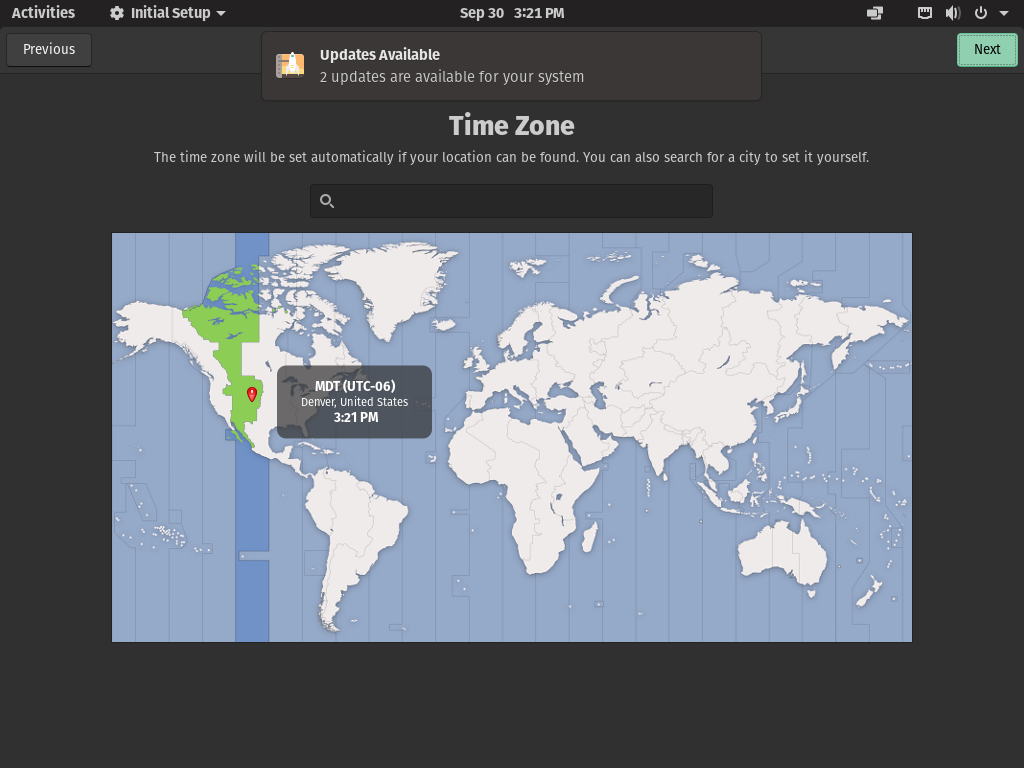 Activities
Initial Setup
Sep 30 3:21 PM
Previous
Updates Available
2 updates are available for your system
Next
Time Zone
The time zone will be set automatically if your location can be found. You can also search for a city to set it yourself.
MDT (UTC-06)
Denver, United States
3:21 PM